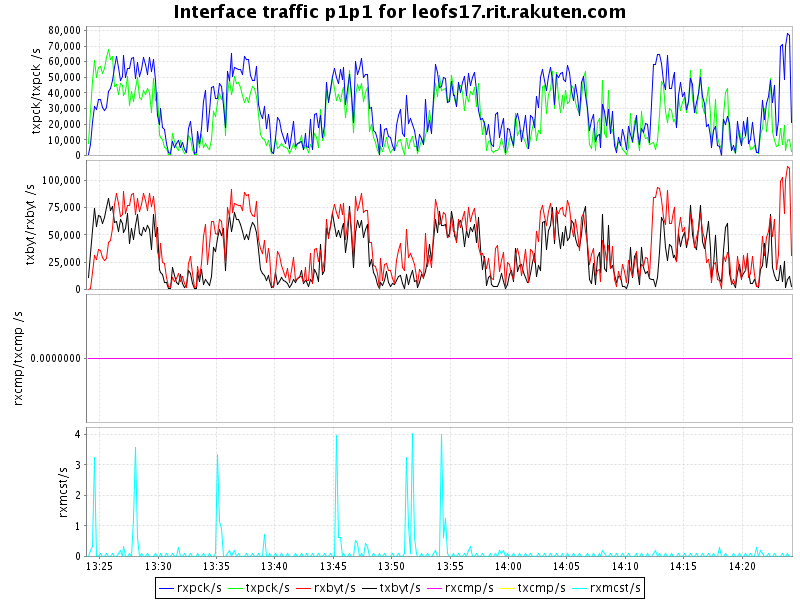 Interface traffic p1p1 for leofs17.rit.rakuten.com
txpck/txpck /s
80,000
70,000
60,000
50,000
40,000
30,000
20,000
10,000
0
txbyt/rxbyt /s
100,000
75,000
50,000
25,000
0
rxcmp/txcmp /s
0.0000000
rxmcst/s
4
3
2
1
0
13:25 13:30 13:35 13:40 13:45 13:50 13:55 14:00 14:05 14:10 14:15 14:20
rxpck/s txpck/s rxbyt/s txbyt/s rxcmp/s txcmp/s rxmcst/s